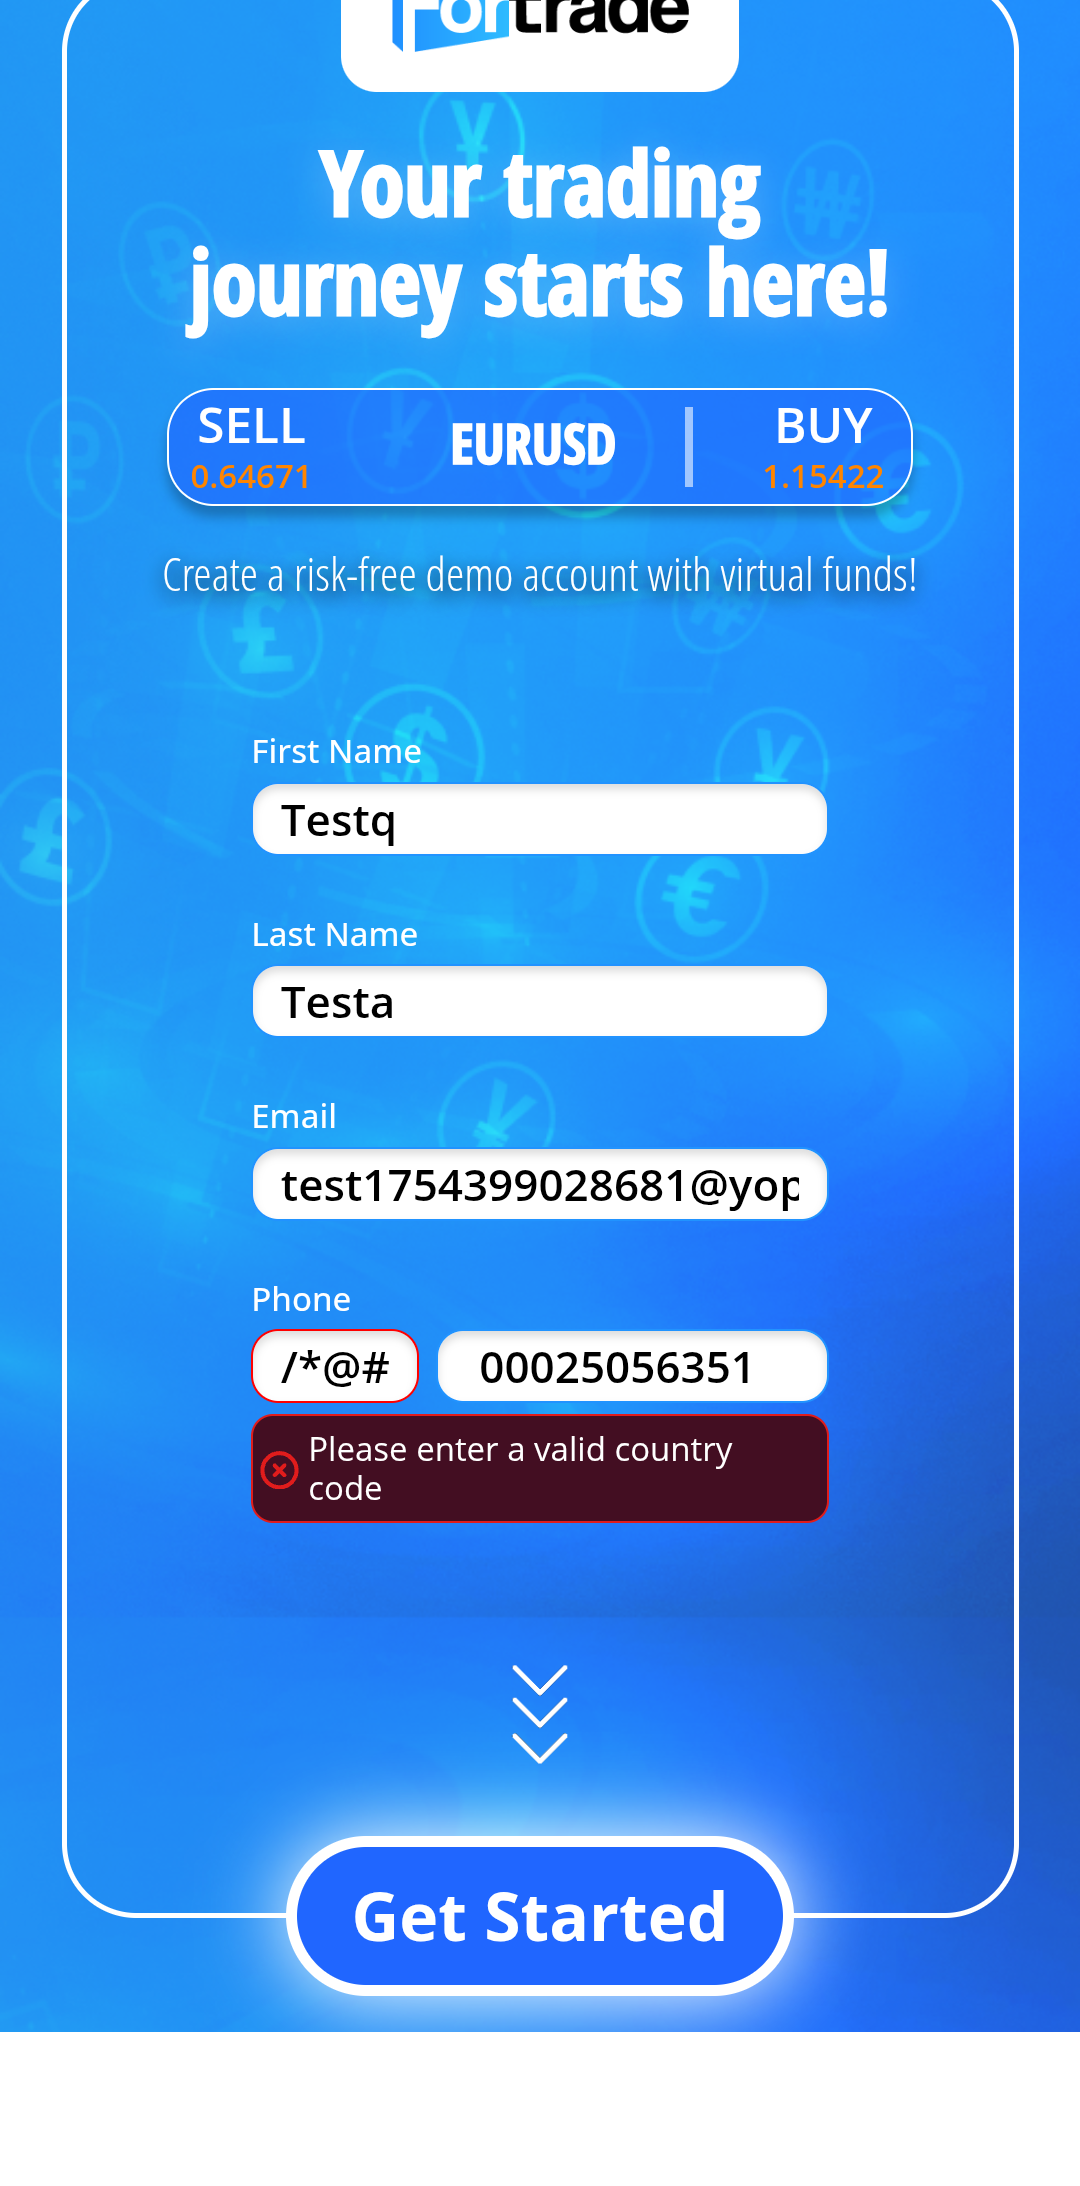 Fortrade
Your trading
journey starts here!
SELL
0.64671
EURUSD
BUY
1.15422
Create a risk-free demo account with virtual funds!
First Name
Testq
Last Name
Testa
Email
test1754399028681@yop
Phone
/*@# 00025056351
Please enter a valid country
code
Get Started